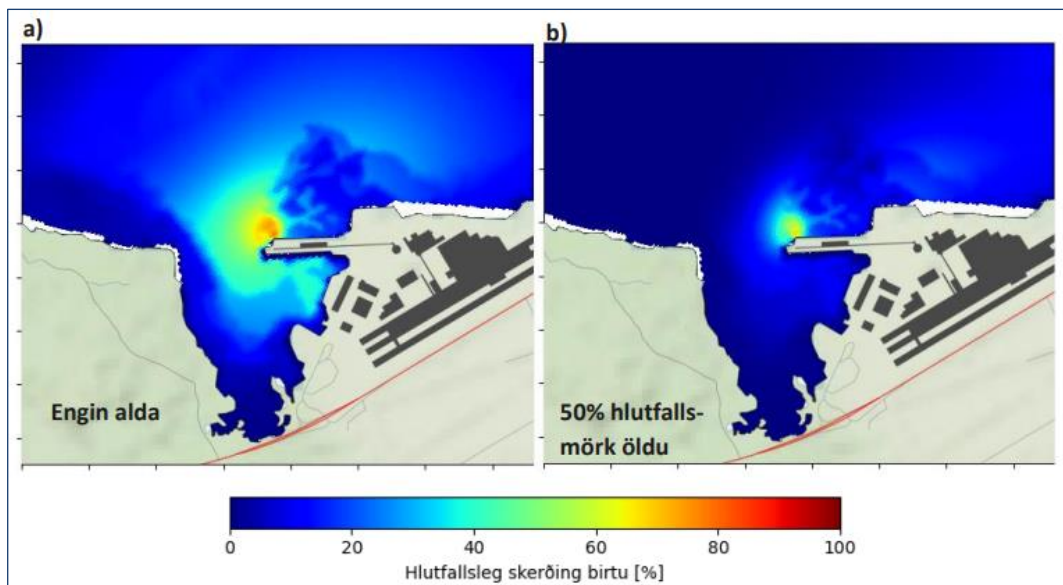 a)
b)
Engin alda
50% hlutfalls-
mörk öldu
0 20 40 60 80 100
Hlutfallsleg skerðing birtu [%]